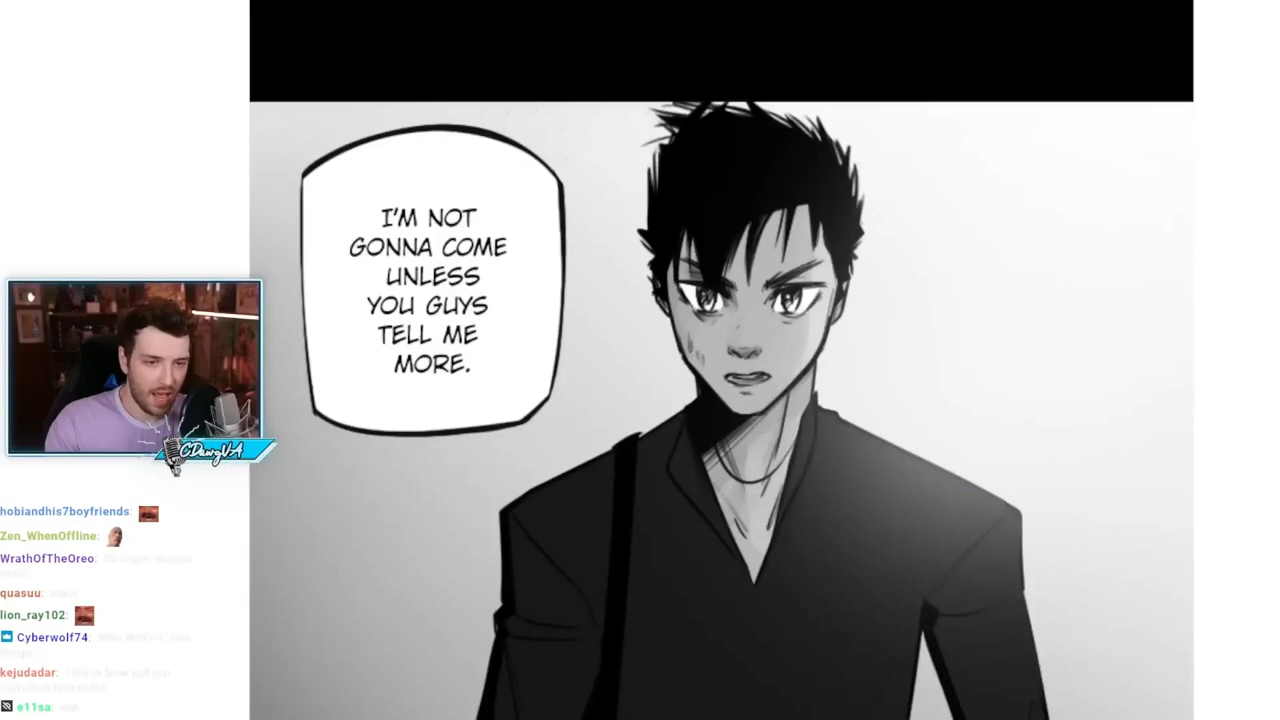 I'M NOT
GONNA COME
UNLESS
YOU GUYS
TELL ME
MORE.
CDawgVA
hobiandhis7boyfriends:
Zen_WhenOffline:
WrathOfTheOreo:
quasuu:
lion_ray102:
Cyberwolf74:
kejudadar:
e11sa: